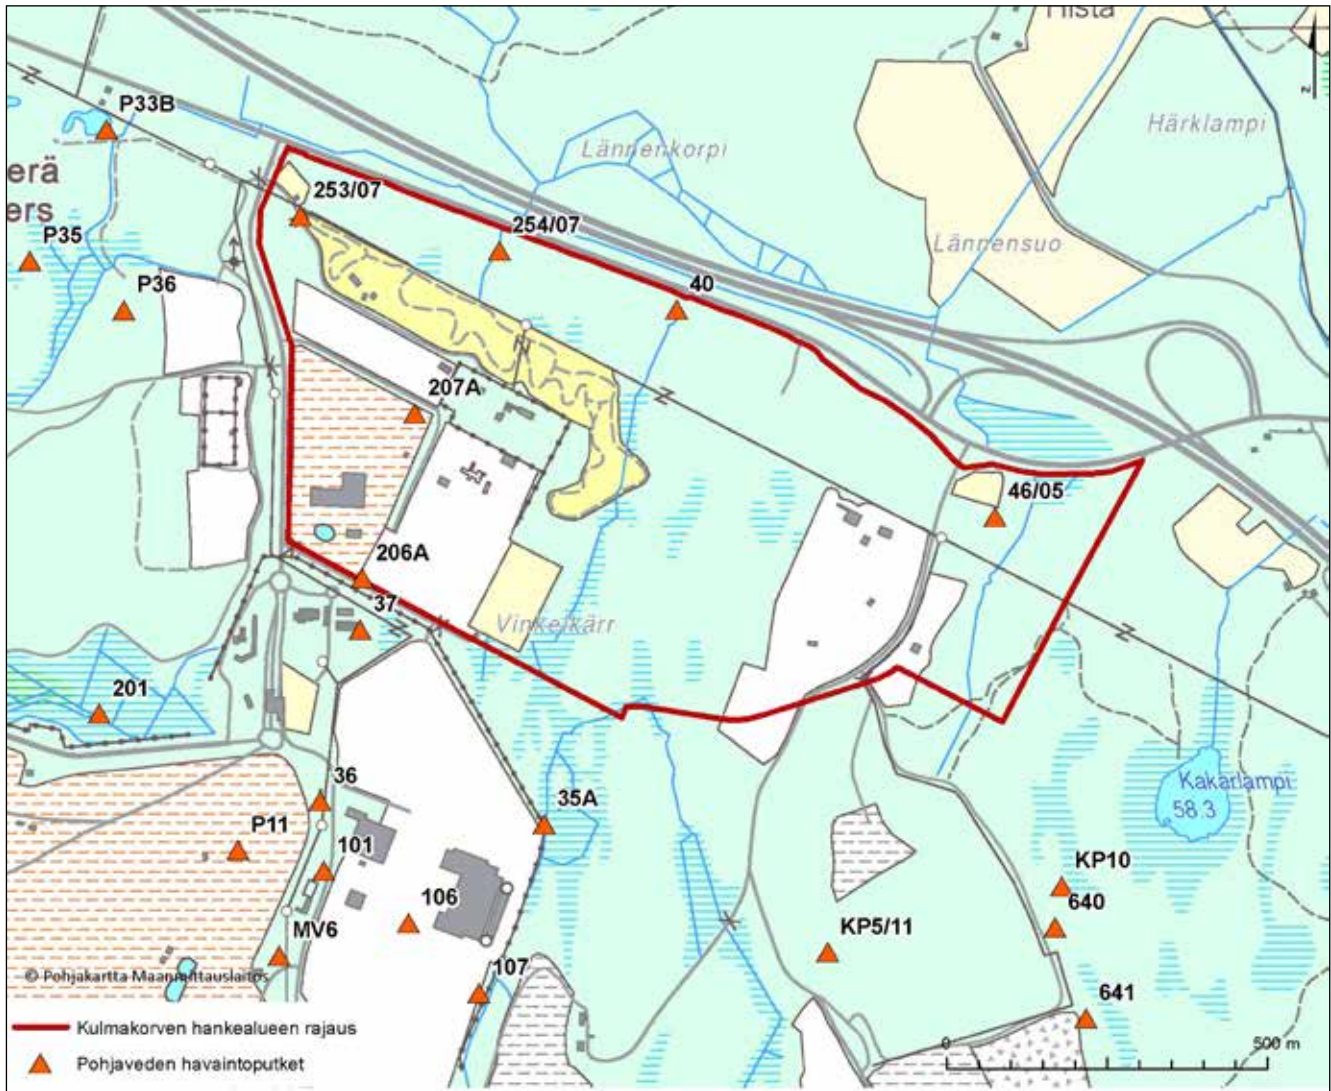 Hista
P33B
Härklampi
Lännenkorpi
erä
ers
253/07
254/07
P35
Lännensuo
P36
40
207A
46/05
206A
37
Vinkelkärr
201
36
35A
Kakarlampi
58.3
P11
101
KP10
106
640
KP5/11
MV6
107
641
© Pohjakartta Maanmittauslaitos
Kulmakorven hankealueen rajaus
Pohjaveden havaintoputket
0
500 m